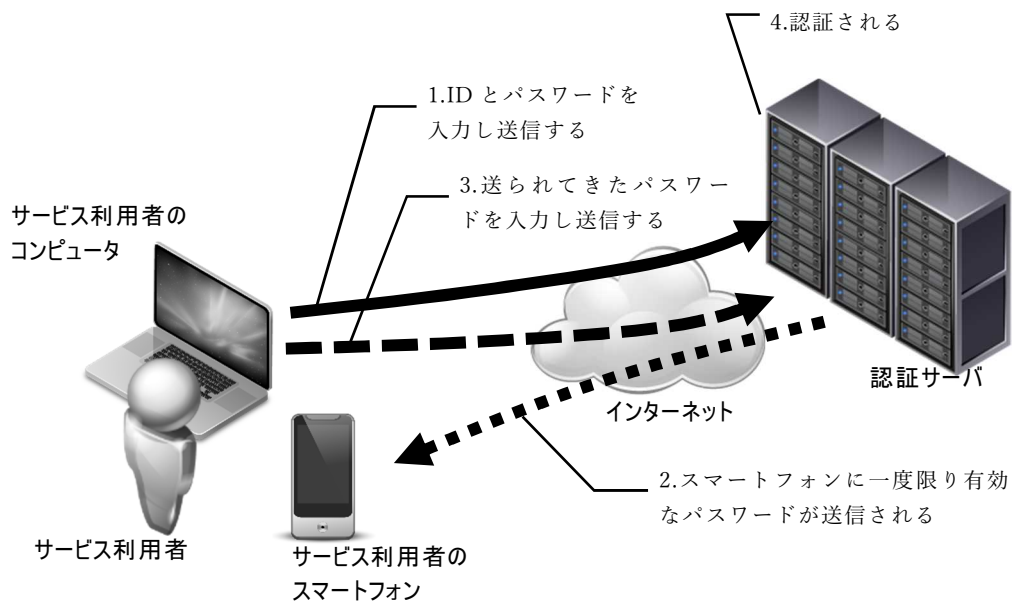 4.認証される
1.ID とパスワードを
入力し送信する
3.送られてきたパスワー
ドを入力し送信する
サービス利用者の
コンピュータ
認証サーバ
インターネット
2.スマートフォンに一度限り有効
なパスワードが送信される
サービス利用者
サービス利用者の
スマートフォン